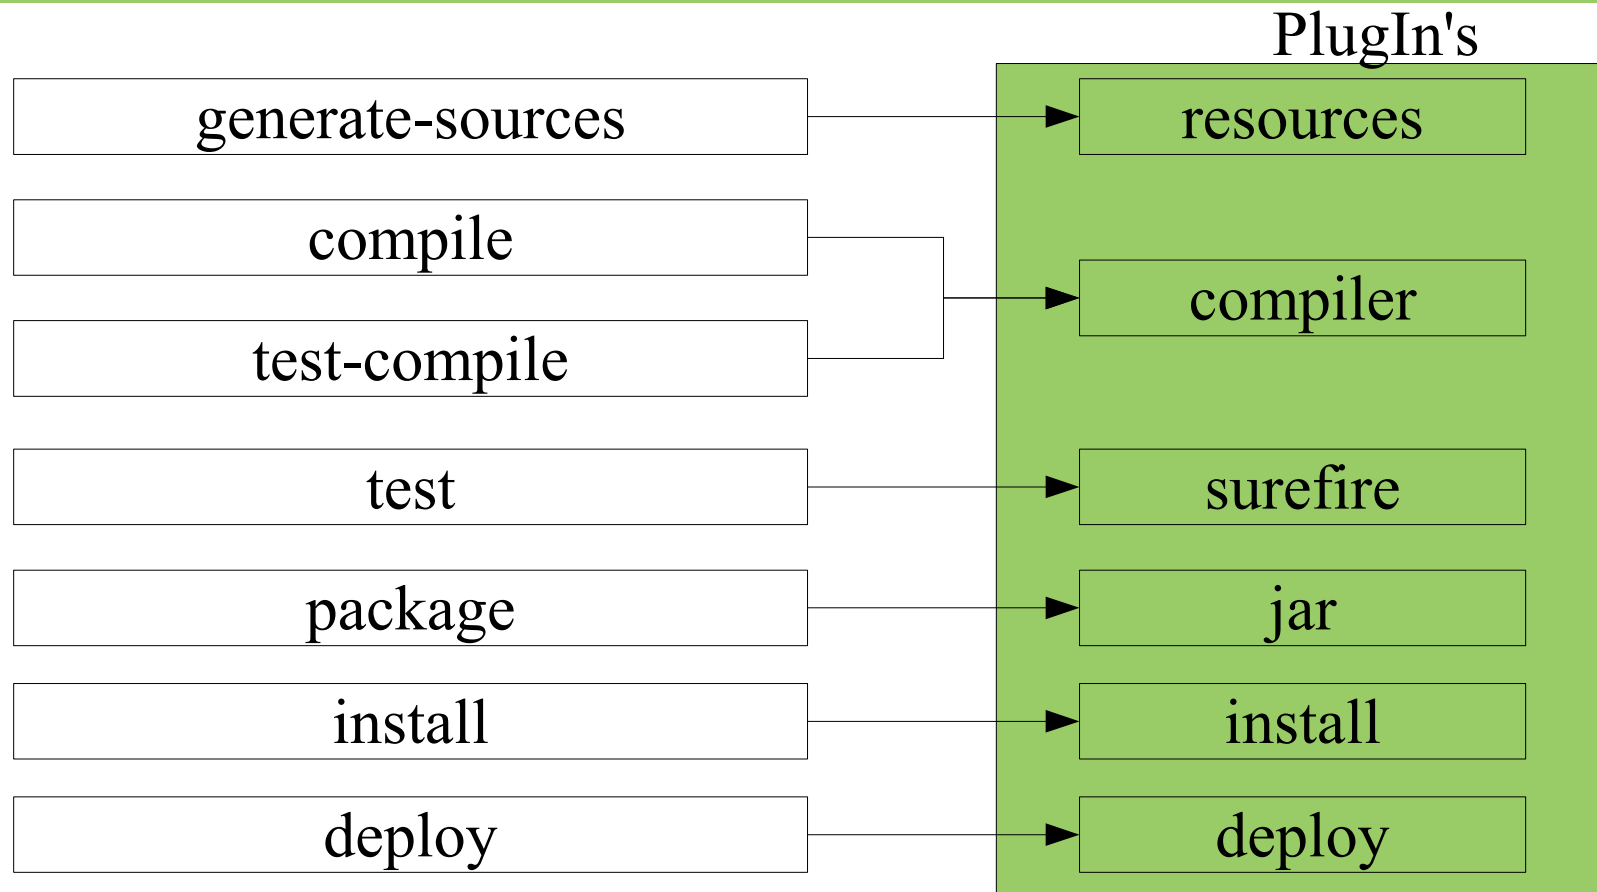 PlugIn's
generate-sources
resources
compile
compiler
test-compile
test
surefire
package
jar
install
install
deploy
deploy